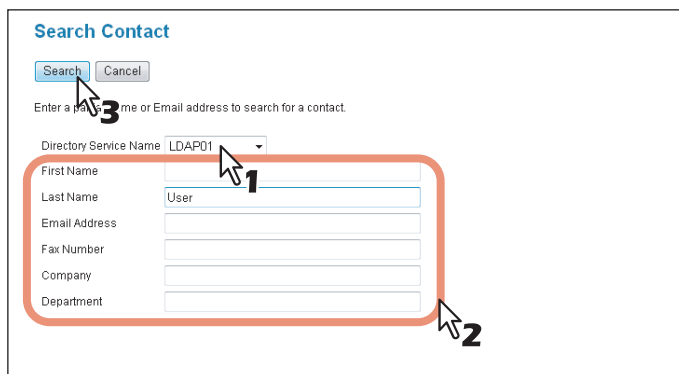 Search Contact
Search Cancel
Enter a me or Email address to search for a contact.
3
Directory Service Name LDAP01
1
First Name
Last Name User
Email Address
Fax Number
Company
Department
2